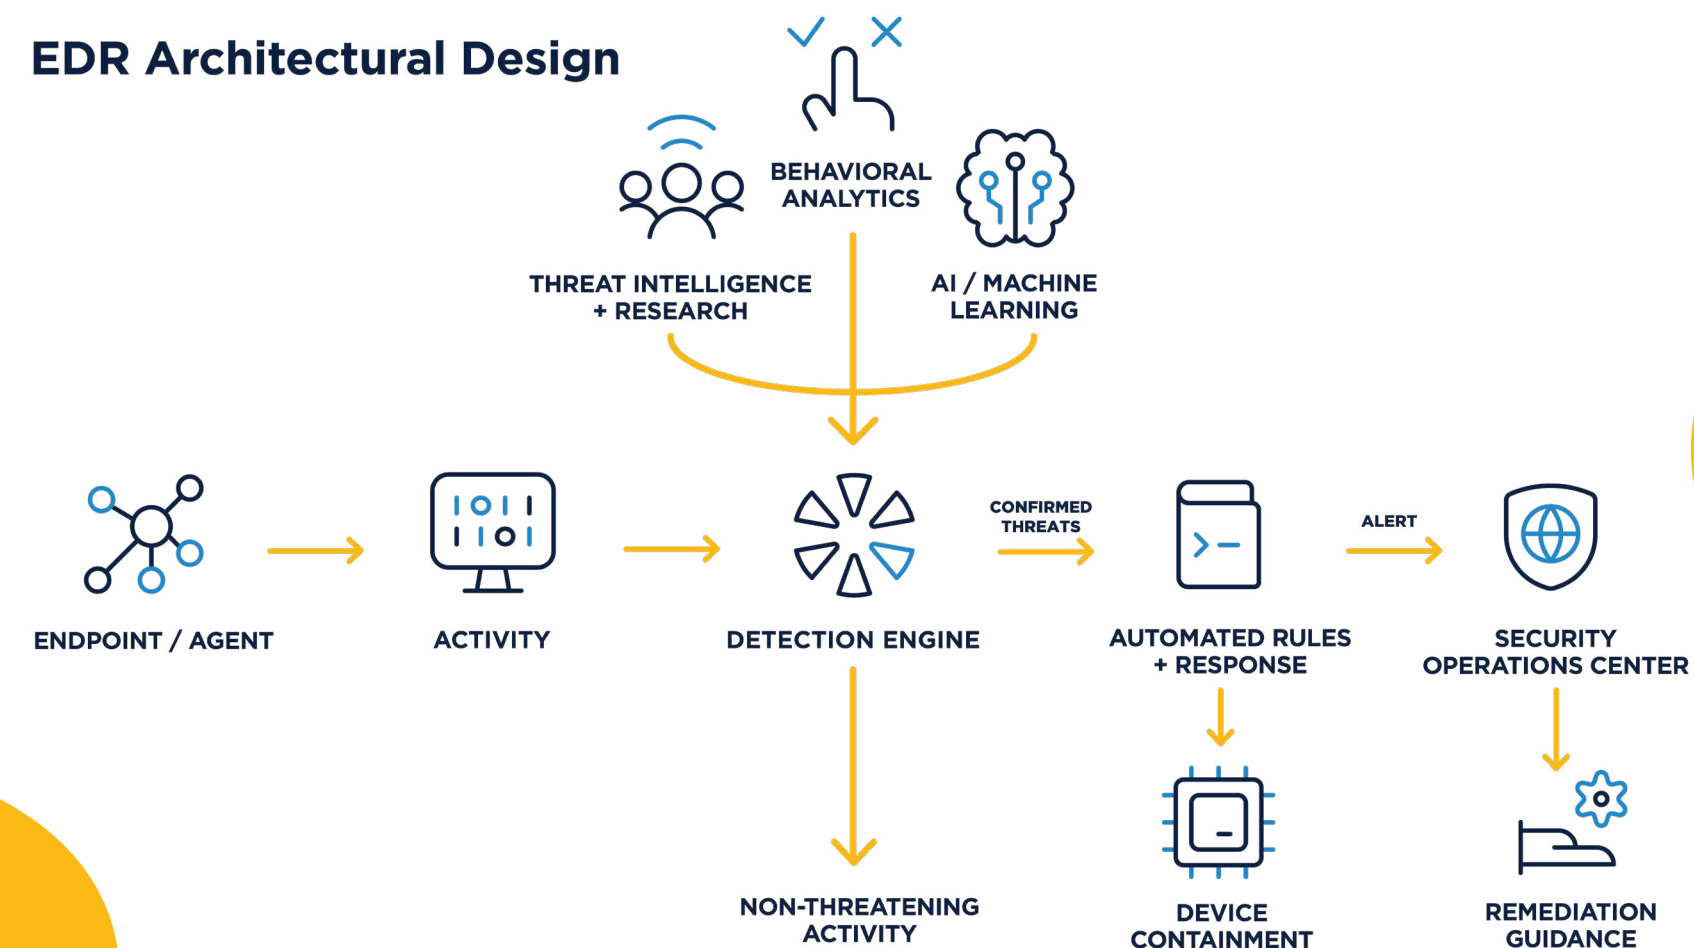 EDR Architectural Design
BEHAVIORAL
ANALYTICS
THREAT INTELLIGENCE
+ RESEARCH
AI / MACHINE
LEARNING
ENDPOINT / AGENT
ACTIVITY
DETECTION ENGINE
CONFIRMED
THREATS
AUTOMATED RULES
+ RESPONSE
ALERT
SECURITY
OPERATIONS CENTER
NON-THREATENING
ACTIVITY
DEVICE
CONTAINMENT
REMEDIATION
GUIDANCE